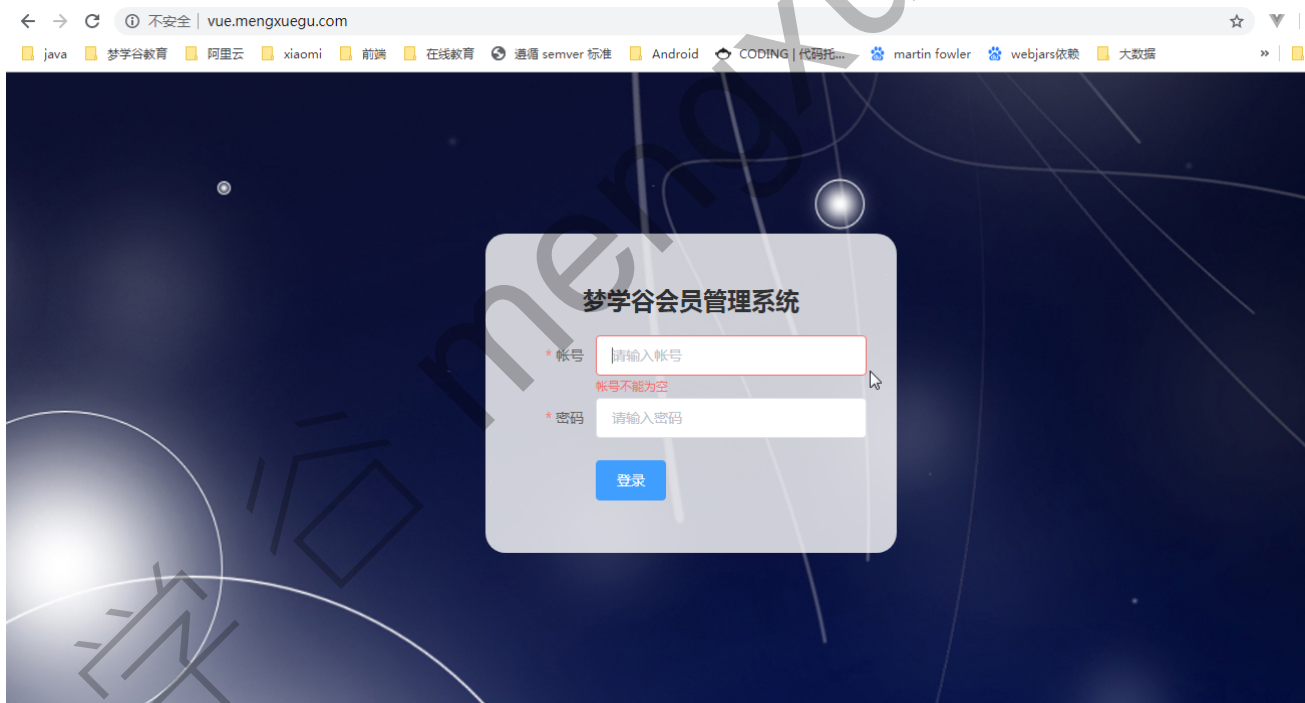 不安全 | vue.mengxuegu.com
java 梦学谷教育 阿里云 xiaomi 前端 在线教育 遵循 semver 标准 Android CODING | 代码托... martin fowler webjars依赖 大数据 »
梦学谷会员管理系统
* 帐号 请输入帐号
帐号不能为空
* 密码 请输入密码
登录
学谷 mengxu